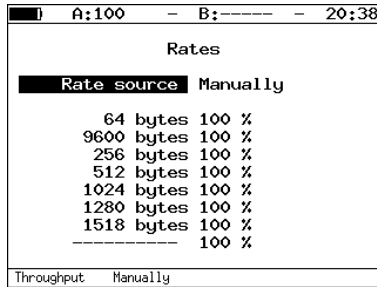 A:100 - B:----- - 20:38
Rates
Rate source Manually
64 bytes 100 %
9600 bytes 100 %
256 bytes 100 %
512 bytes 100 %
1024 bytes 100 %
1280 bytes 100 %
1518 bytes 100 %
---------- 100 %
Throughput Manually